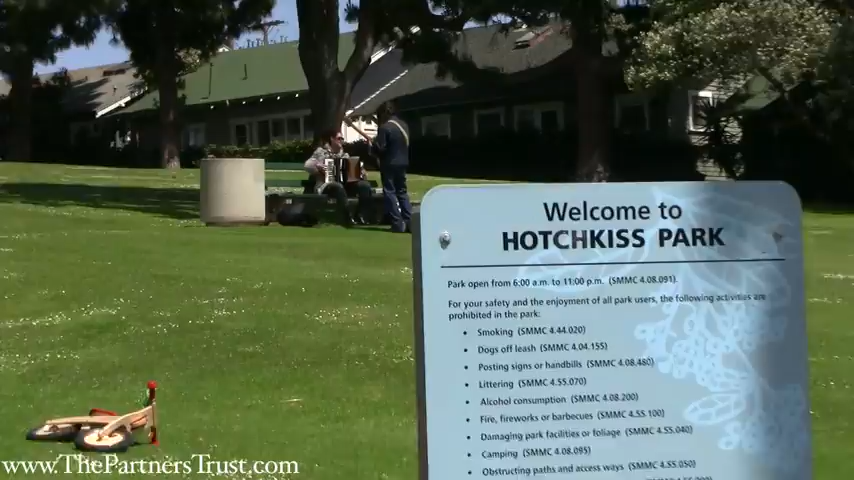 Welcome to
HOTCHKISS PARK
Park open from 6:00 a.m. to 11:00 p.m. (SMMC 4.08.091).
For your safety and the enjoyment of all park users, the following activities are
prohibited in the park:
• Smoking (SMMC 4.44.020)
• Dogs off leash (SMMC 4.04.155)
• Posting signs or handbills (SMMC 4.08.480)
• Littering (SMMC 4.55.070)
• Alcohol consumption (SMMC 4.08.200)
• Fire, fireworks or barbecues (SMMC 4.55.100)
• Damaging park facilities or foliage (SMMC 4.55.040)
• Camping (SMMC 4.08.095)
• Obstructing paths and access ways (SMMC 4.55.050)
www.ThePartnersTrust.com